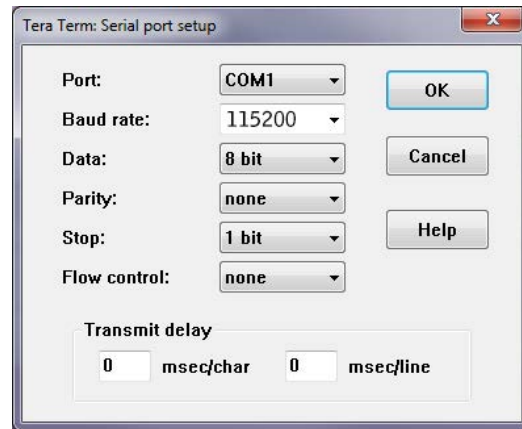 Tera Term: Serial port setup
Port: COM1 OK
Baud rate: 115200
Data: 8 bit Cancel
Parity: none
Stop: 1 bit Help
Flow control: none
Transmit delay
0 msec/char 0 msec/line